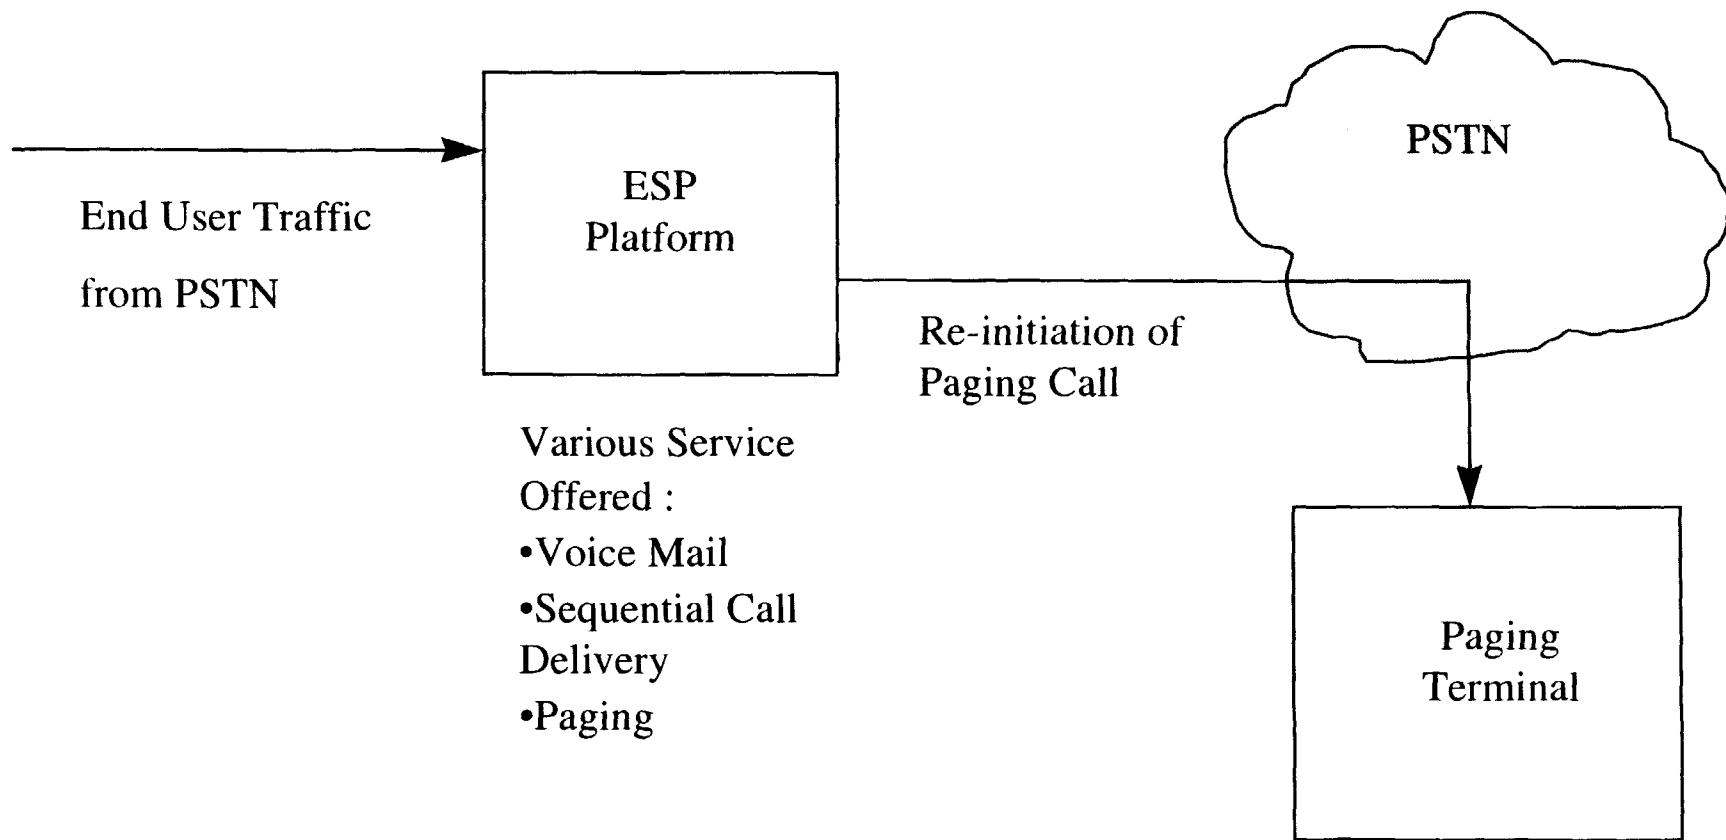 PSTN
ESP
Platform
End User Traffic
from PSTN
Re-initiation of
Paging Call
Various Service
Offered :
•Voice Mail
•Sequential Call
Delivery
•Paging
Paging
Terminal